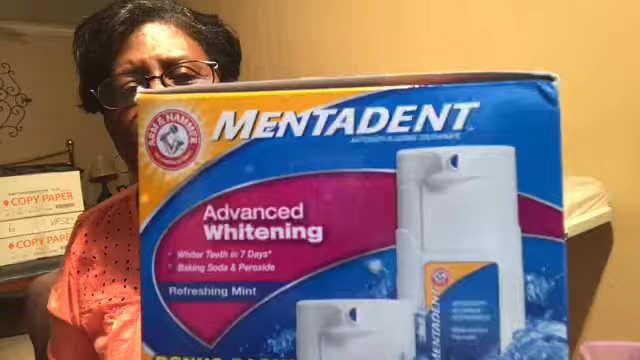 ARM & HAMMER
MENTADENT
Advanced
Whitening
• Whiter Teeth in 7 Days*
• Baking Soda & Peroxide
Refreshing Mint
MENTADENT
COPY PAPER
COPY PAPER